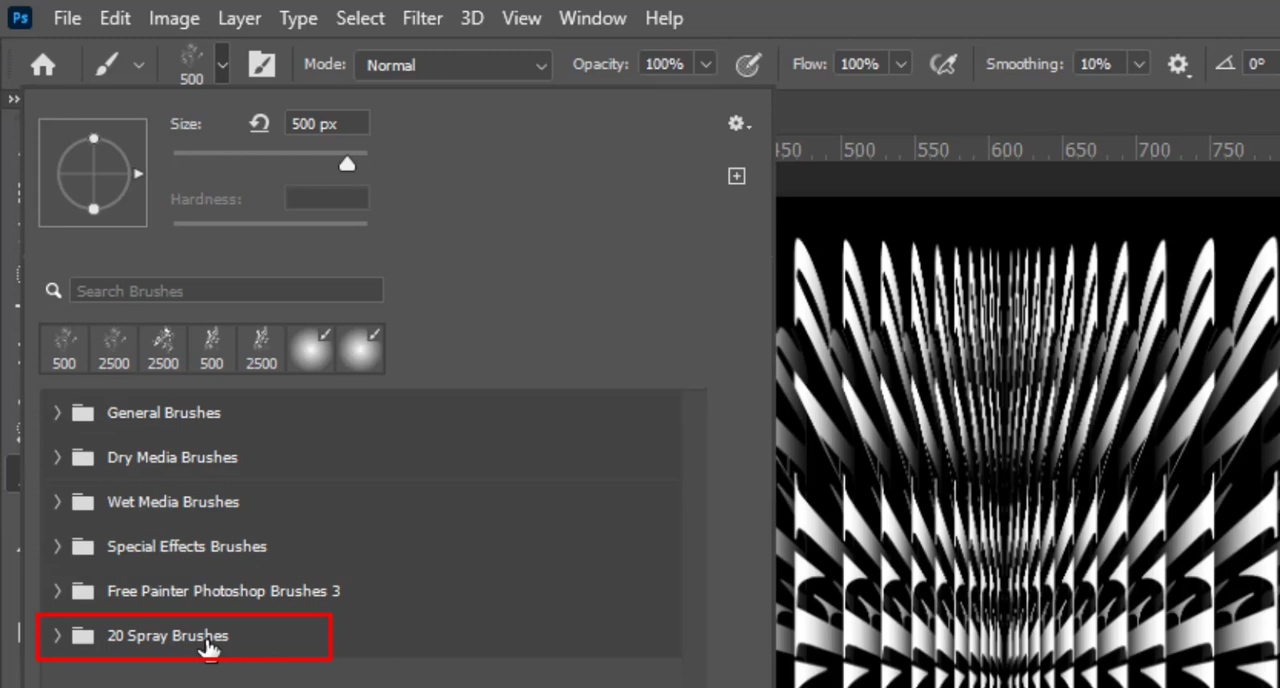 Ps File Edit Image Layer Type Select Filter 3D View Window Help
500 Mode: Normal Opacity: 100% Flow: 100% Smoothing: 10% 0°
Size: 500 px
450 500 550 600 650 700 750
Hardness:
Search Brushes
500 2500 2500 500 2500
General Brushes
Dry Media Brushes
Wet Media Brushes
Special Effects Brushes
Free Painter Photoshop Brushes 3
20 Spray Brushes